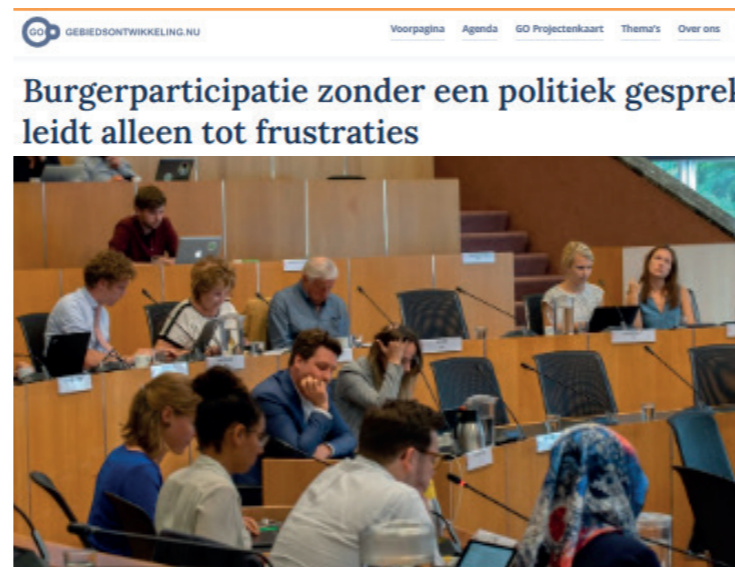 GO GEBIEDSONTWIKKELING.NU
Voorpagina Agenda GO Projectenkaart Thema's Over ons
Burgerparticipatie zonder een politiek gesprek
leidt alleen tot frustraties